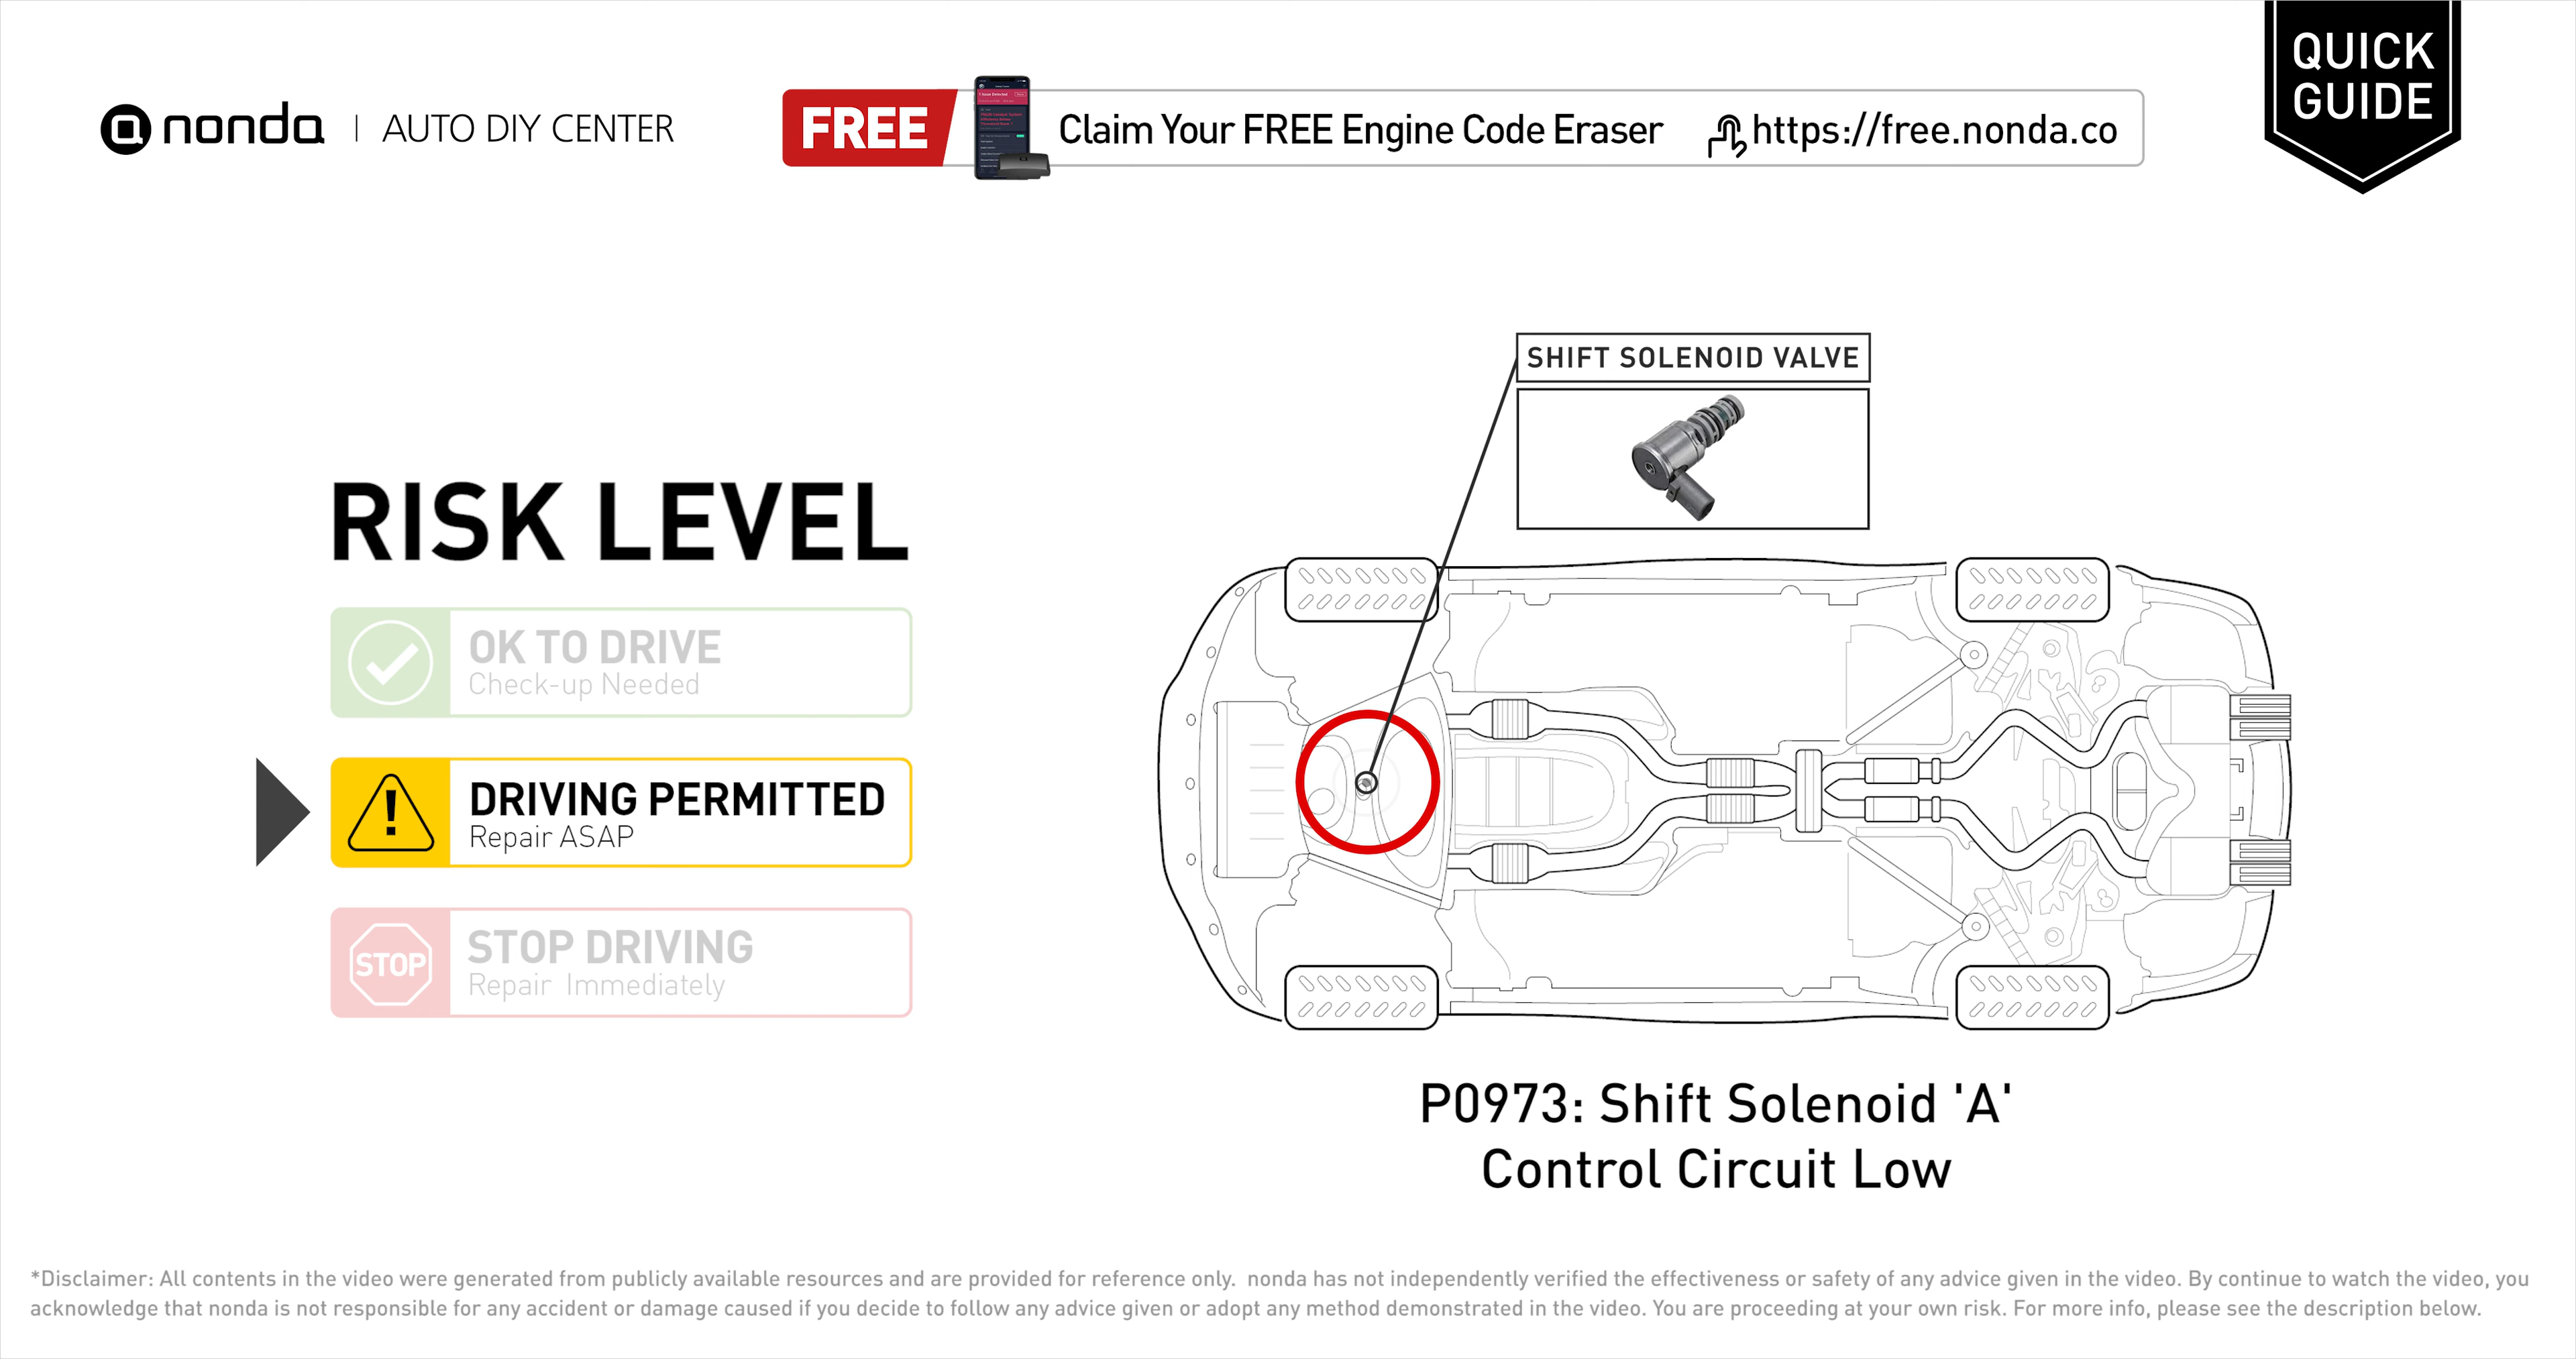 nonda | AUTO DIY CENTER
FREE
Claim Your FREE Engine Code Eraser
https://free.nonda.co
QUICK
GUIDE
SHIFT SOLENOID VALVE
RISK LEVEL
OK TO DRIVE
Check-up Needed
DRIVING PERMITTED
Repair ASAP
STOP
STOP DRIVING
Repair Immediately
P0973: Shift Solenoid 'A'
Control Circuit Low
*Disclaimer: All contents in the video were generated from publicly available resources and are provided for reference only. nonda has not independently verified the effectiveness or safety of any advice given in the video. By continue to watch the video, you
acknowledge that nonda is not responsible for any accident or damage caused if you decide to follow any advice given or adopt any method demonstrated in the video. You are proceeding at your own risk. For more info, please see the description below.